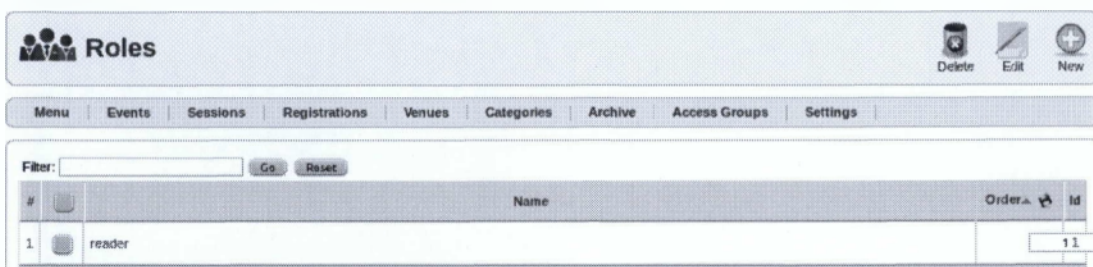 Roles
Delete Edit New
Menu Events Sessions Registrations Venues Categories Archive Access Groups Settings
Filter: Go Reset
# Name Order Id
1 reader 1 1